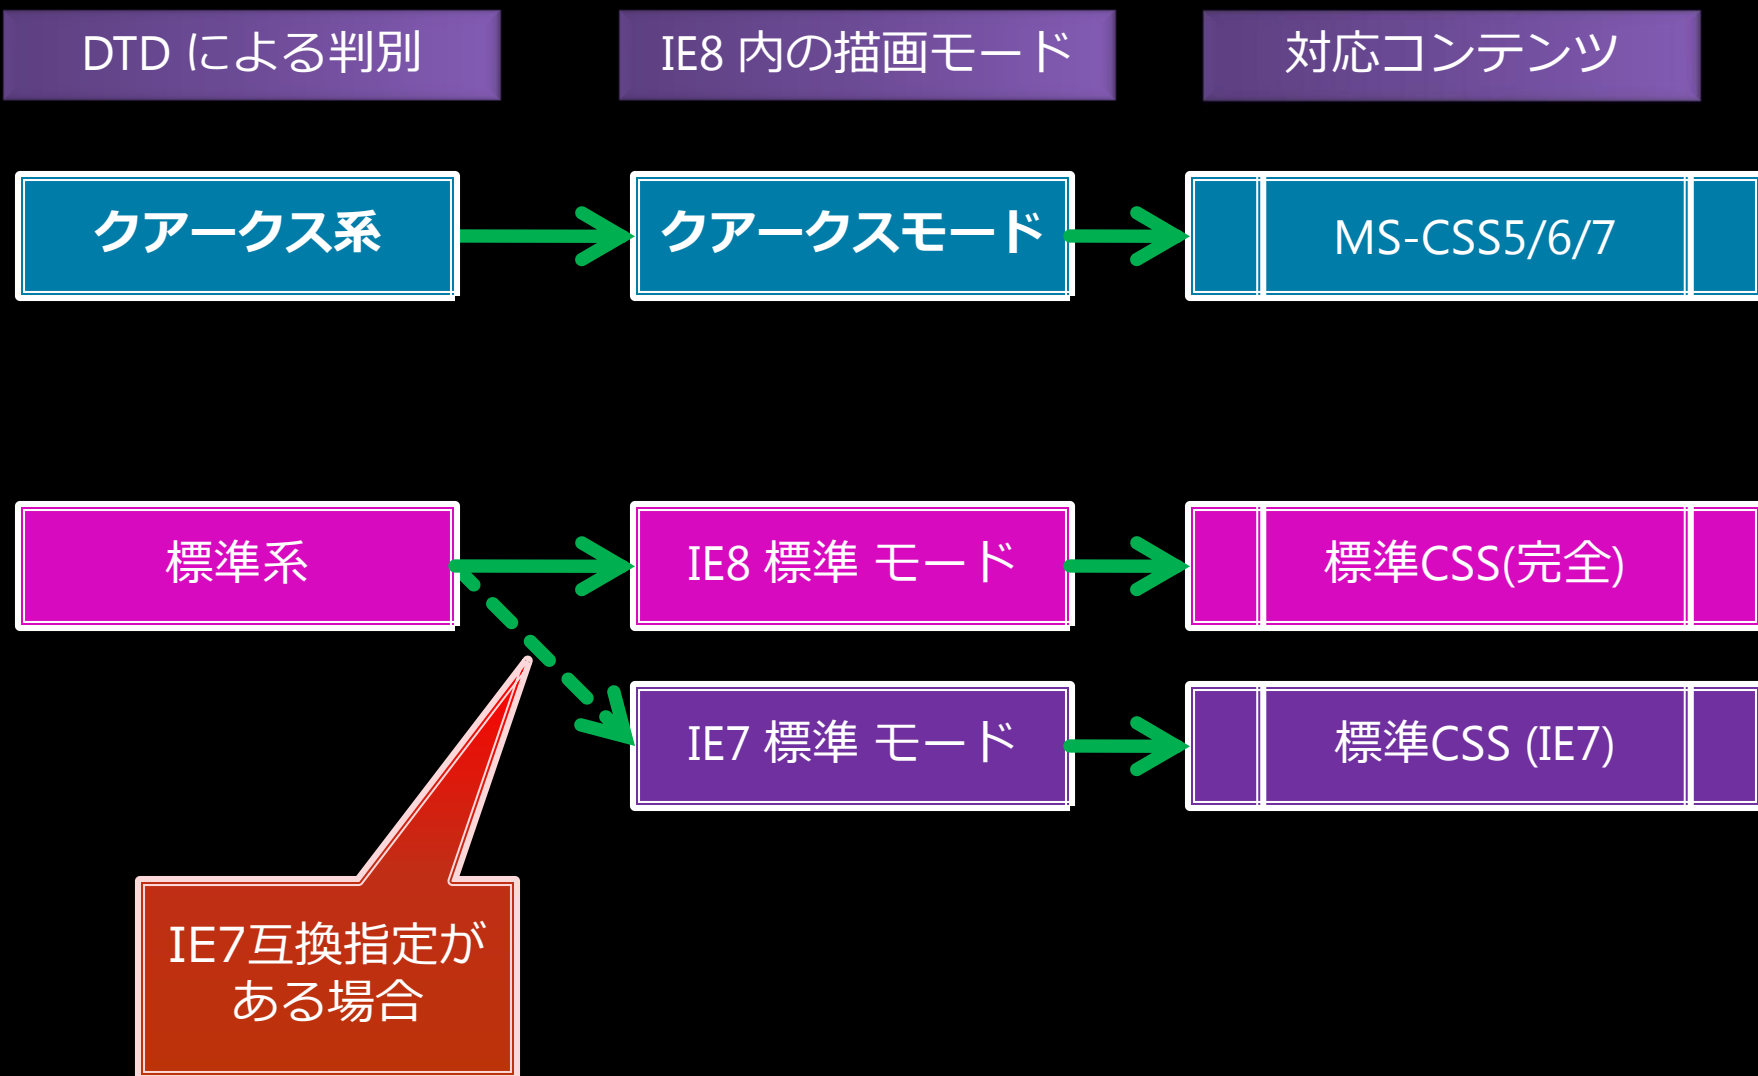 DTD による判別
IE8 内の描画モード
対応コンテンツ
クアークス系
クアークスモード
MS-CSS5/6/7
標準系
IE8 標準 モード
標準CSS(完全)
IE7 標準 モード
標準CSS (IE7)
IE7互換指定が
ある場合